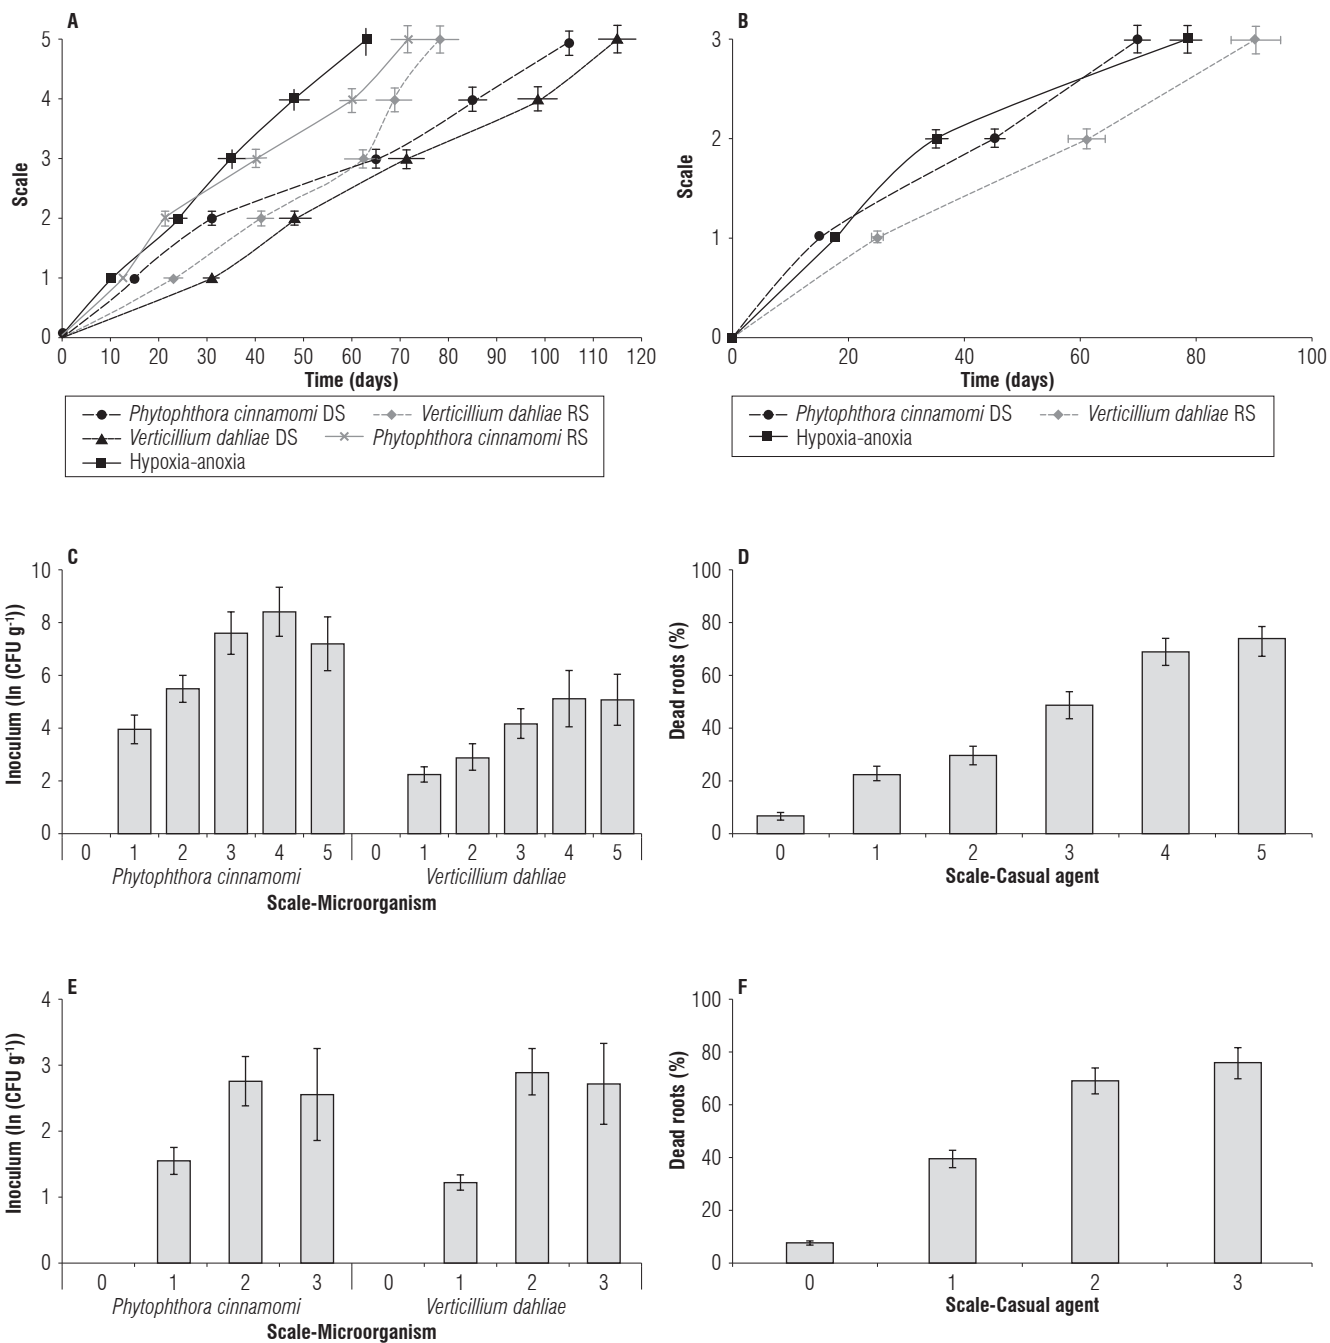 A
5
4
3
2
1
0
Scale
0 10 20 30 40 50 60 70 80 90 100 110 120
Time (days)
Phytophthora cinnamomi DS Verticillium dahliae RS
Verticillium dahliae DS Phytophthora cinnamomi RS
Hypoxia-anoxia
B
3
2
1
0
Scale
0 20 40 60 80 100
Time (days)
Phytophthora cinnamomi DS Verticillium dahliae RS
Hypoxia-anoxia
C
10
8
6
4
2
0
Inoculum (ln (CFU g-1))
0 1 2 3 4 5 0 1 2 3 4 5
Phytophthora cinnamomi Verticillium dahliae
Scale-Microorganism
D
100
80
60
40
20
0
Dead roots (%)
0 1 2 3 4 5
Scale-Casual agent
E
4
3
2
1
0
Inoculum (ln (CFU g-1))
0 1 2 3 0 1 2 3
Phytophthora cinnamomi Verticillium dahliae
Scale-Microorganism
F
100
80
60
40
20
0
Dead roots (%)
0 1 2 3
Scale-Casual agent